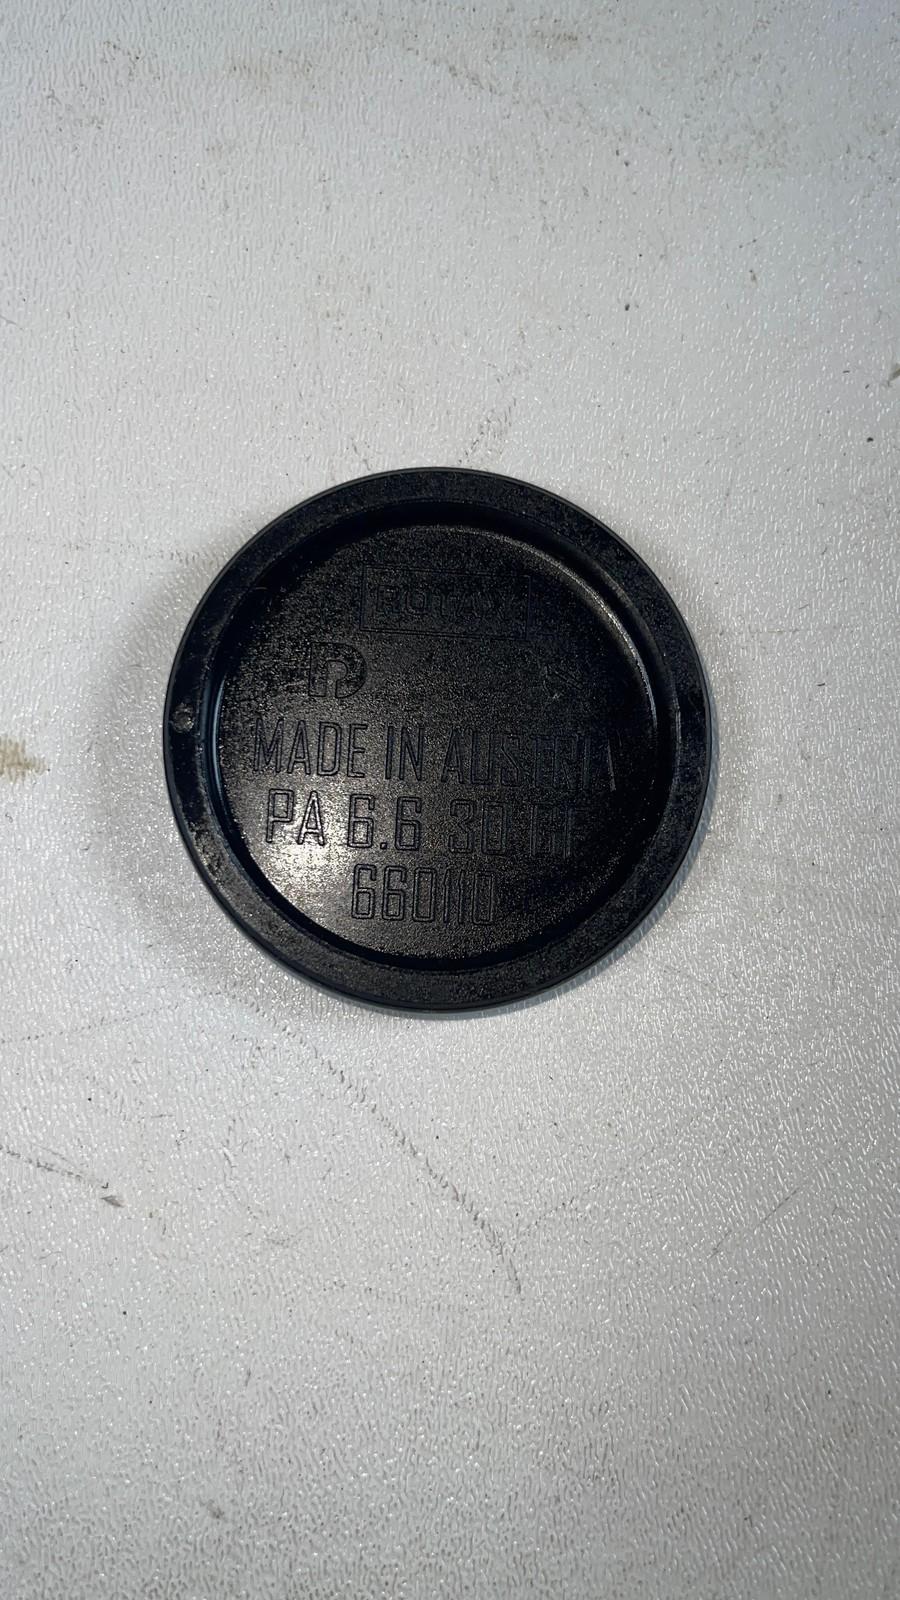 ROTAX
MADE IN AUSTRIA
PA 6.6 30 GF
660110